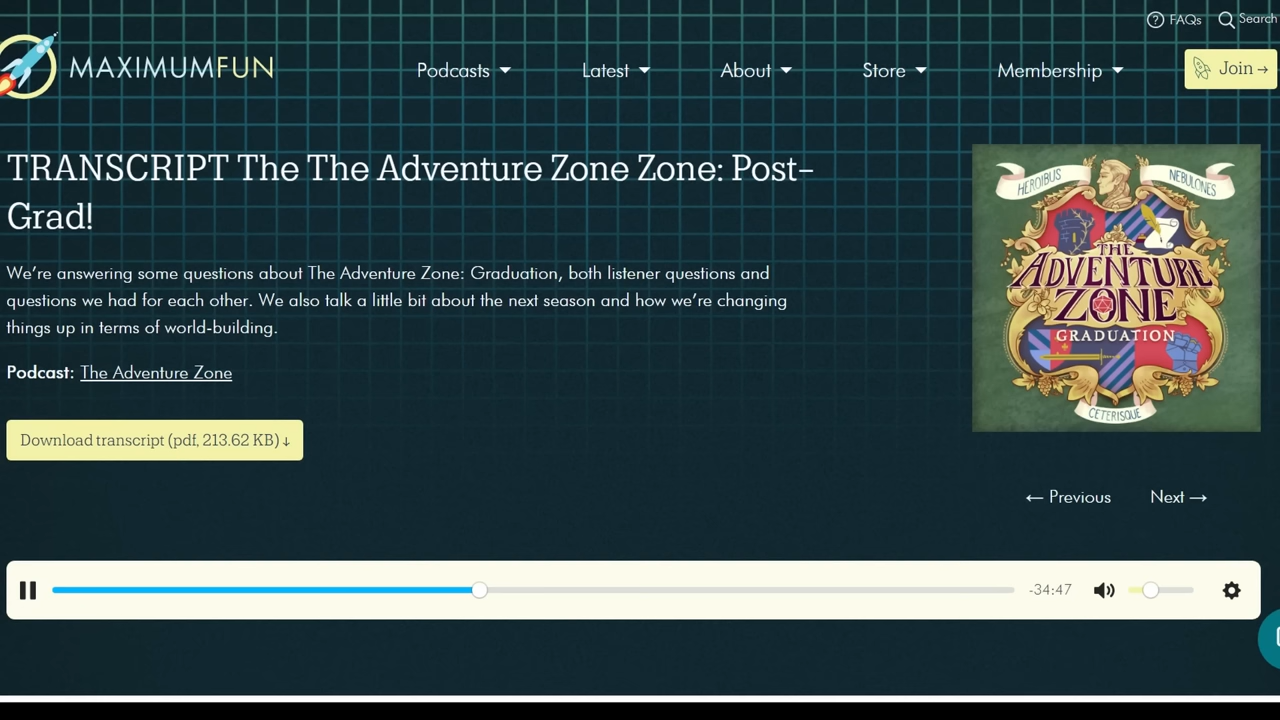 FAQs Search
MAXIMUMFUN
Podcasts Latest About Store Membership Join →
TRANSCRIPT The The Adventure Zone Zone: Post-
Grad!
We're answering some questions about The Adventure Zone: Graduation, both listener questions and
questions we had for each other. We also talk a little bit about the next season and how we're changing
things up in terms of world-building.
Podcast: The Adventure Zone
Download transcript (pdf, 213.62 KB) ↓
HEROIBUS
NEBULONES
THE
ADVENTURE
ZONE
GRADUATION
CETERISQUE
← Previous Next →
-34:47